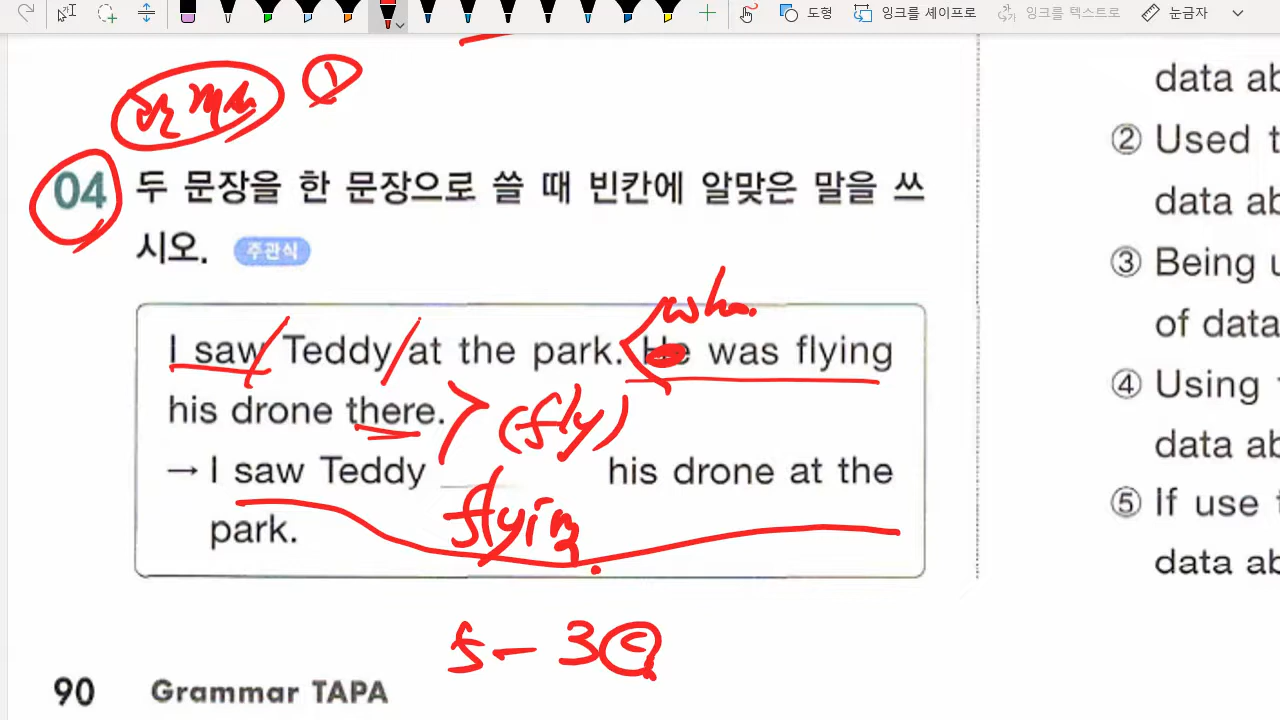 도형
잉크를 셰이프로
잉크를 텍스트로
눈금자
①
04 두 문장을 한 문장으로 쓸 때 빈칸에 알맞은 말을 쓰
시오. 주관식
who
I saw Teddy at the park. He was flying
his drone there.
(fly)
→ I saw Teddy his drone at the
flying
park.
90 Grammar TAPA
data ab
② Used t
data ab
③ Being u
of data
④ Using
data ab
⑤ If use
data ab